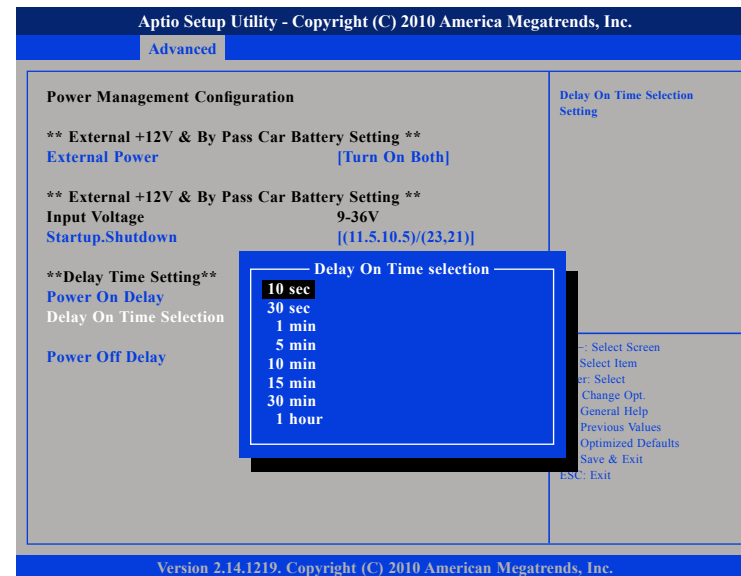 Aptio Setup Utility - Copyright (C) 2010 America Megatrends, Inc.
Advanced
Power Management Configuration
** External +12V & By Pass Car Battery Setting **
External Power [Turn On Both]
** External +12V & By Pass Car Battery Setting **
Input Voltage 9-36V
Startup.Shutdown [(11.5.10.5)/(23,21)]
**Delay Time Setting**
Power On Delay
Delay On Time Selection
Power Off Delay
Delay On Time selection
10 sec
30 sec
1 min
5 min
10 min
15 min
30 min
1 hour
Delay On Time Selection
Setting
: Select Screen
Select Item
: Select
Change Opt.
General Help
Previous Values
Optimized Defaults
Save & Exit
ESC: Exit
Version 2.14.1219. Copyright (C) 2010 American Megatrends, Inc.